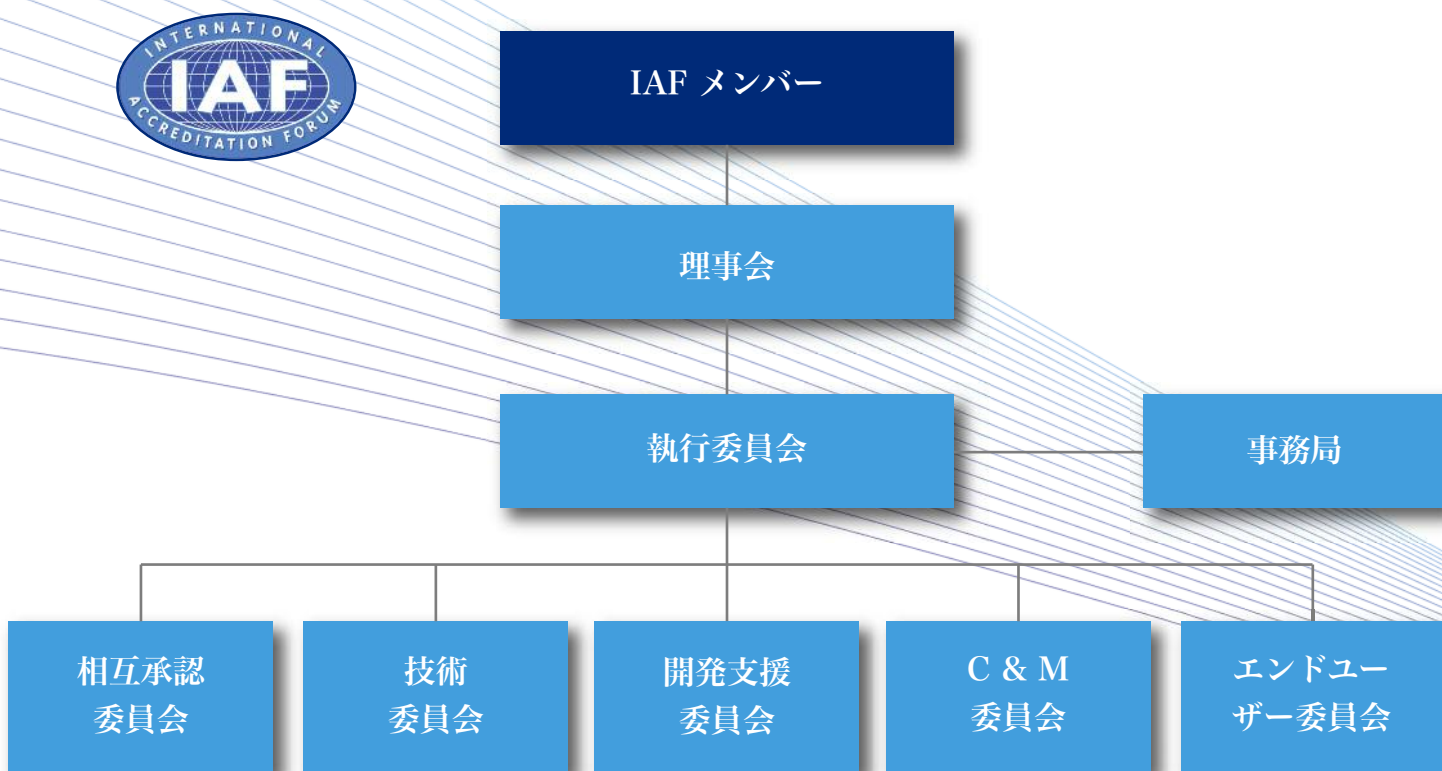 INTERNATIONAL
IAF
ACCREDITATION FORUM
IAF メンバー
理事会
執行委員会
事務局
相互承認
委員会
技術
委員会
開発支援
委員会
C & M
委員会
エンドユー
ザー委員会